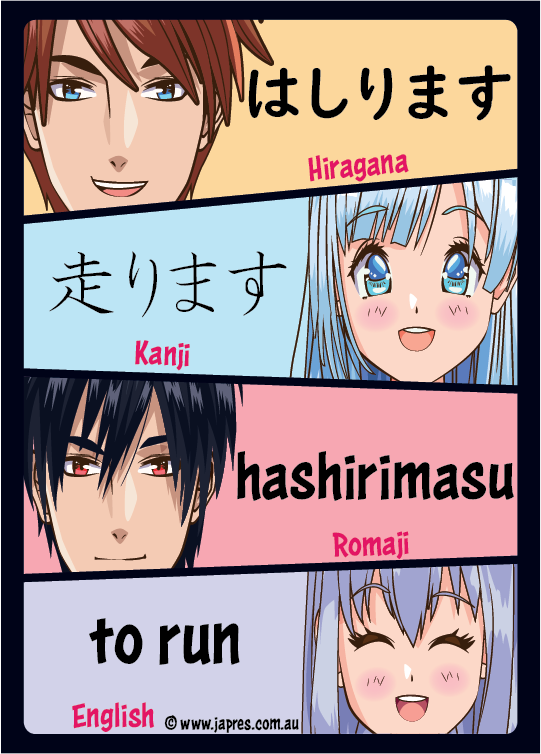 はしります
Hiragana
走ります
Kanji
hashirimasu
Romaji
to run
English © www.japres.com.au